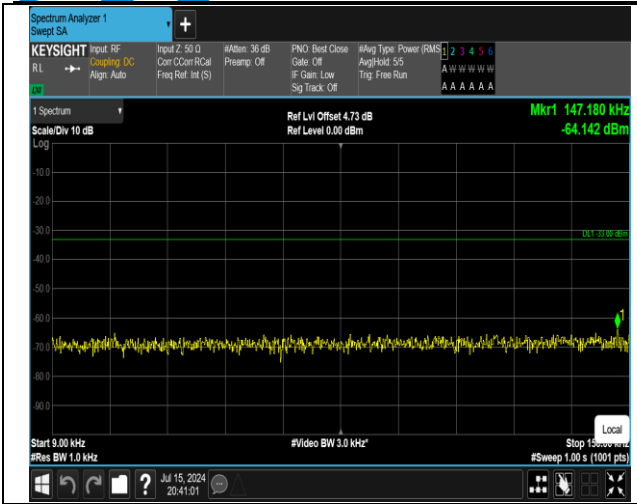 Spectrum Analyzer 1
Swept SA
+
KEYSIGHT
RL
Input: RF
Coupling: DC
Align: Auto
Input Z: 50 Ω
Corr CCorr RCal
Freq Ref: Int (S)
#Atten: 36 dB
Preamp: Off
PNO: Best Close
Gate: Off
IF Gain: Low
Sig Track: Off
#Avg Type: Power (RMS
Avg|Hold: 5/5
Trig: Free Run
1 2 3 4 5 6
A W W W W W
A A A A A A
1 Spectrum
Scale/Div 10 dB
Log
Ref Lvl Offset 4.73 dB
Ref Level 0.00 dBm
Mkr1 147.180 kHz
-64.142 dBm
-10.0
-20.0
-30.0
DL1 -33.00 dBm
-40.0
-50.0
1
-60.0
-70.0
-80.0
-90.0
Local
Start 9.00 kHz
#Res BW 1.0 kHz
#Video BW 3.0 kHz*
Stop
#Sweep 1.00 s (1001 pts)
?
Jul 15, 2024
20:41:01